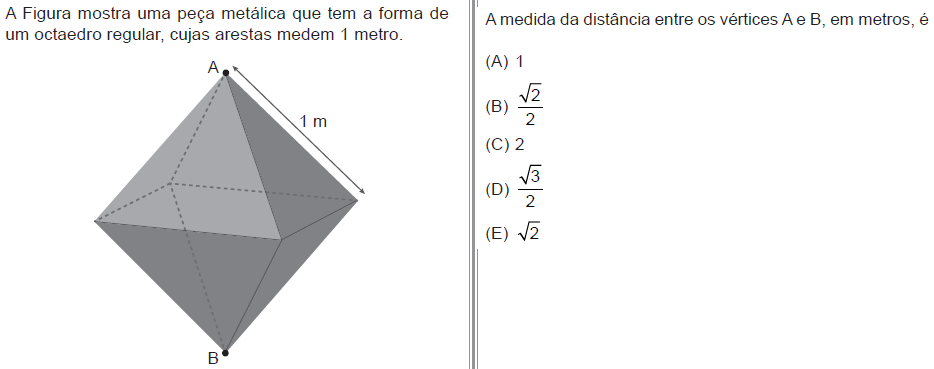 A Figura mostra uma peça metálica que tem a forma de
um octaedro regular, cujas arestas medem 1 metro.
A
1 m
B
A medida da distância entre os vértices A e B, em metros, é
(A) 1
(B) √2/2
(C) 2
(D) √3/2
(E) √2